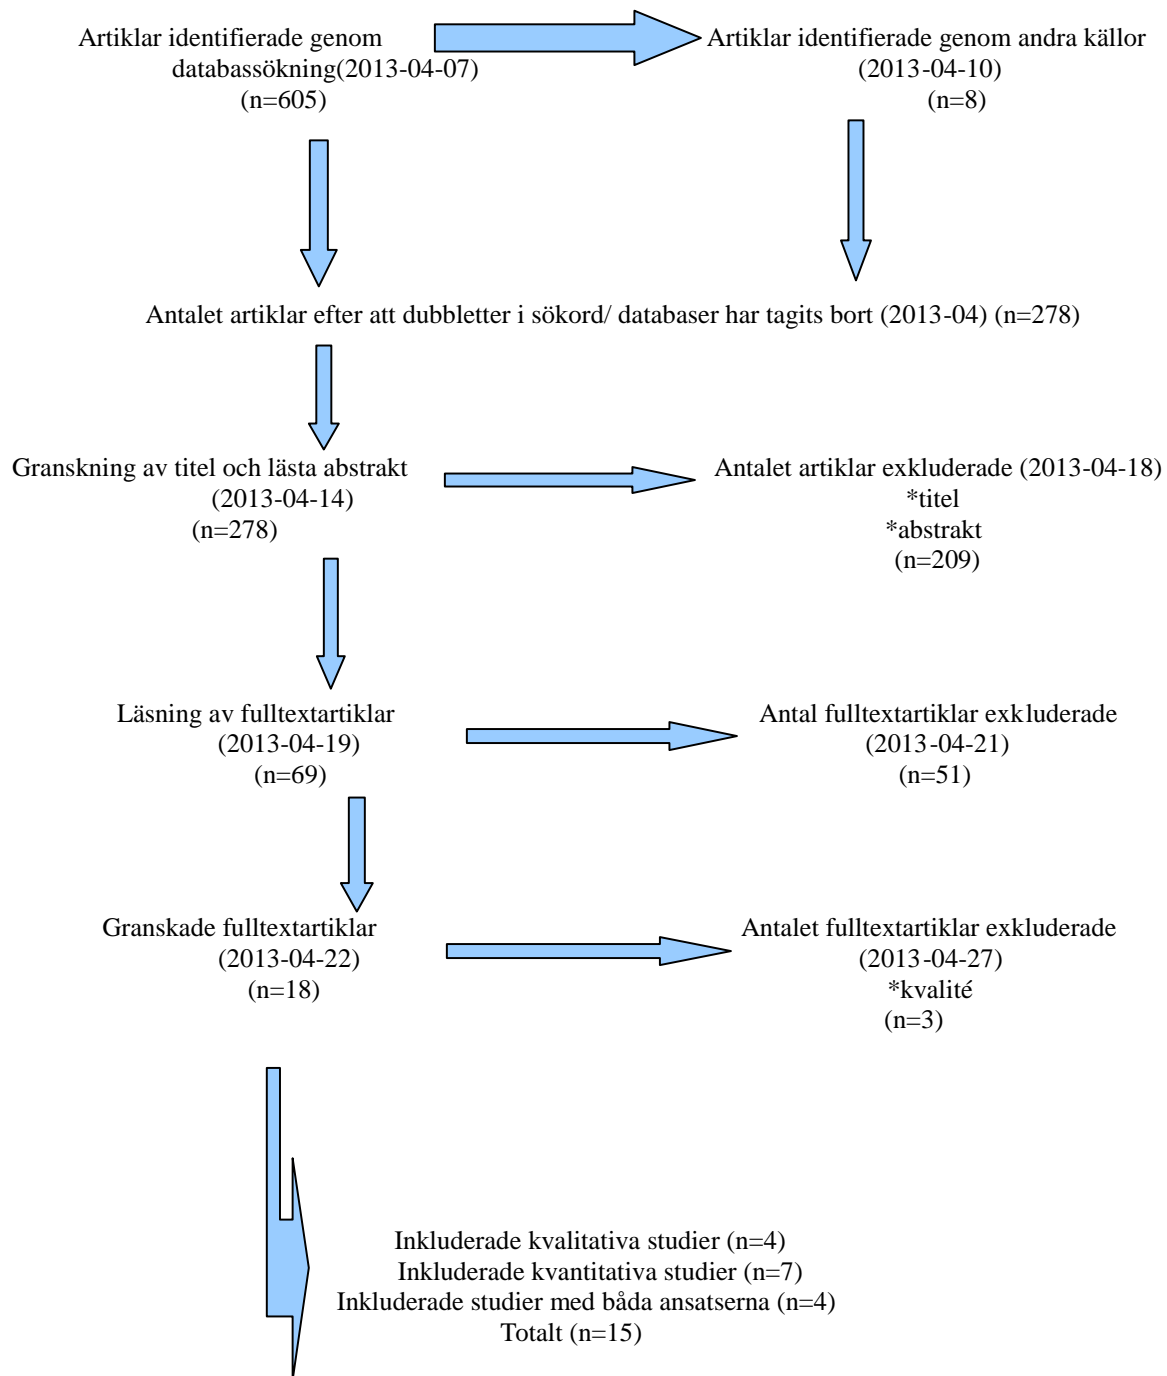 Artiklar identifierade genom
databassökning(2013-04-07)
(n=605)
Artiklar identifierade genom andra källor
(2013-04-10)
(n=8)
Antalet artiklar efter att dubbletter i sökord/ databaser har tagits bort (2013-04) (n=278)
Granskning av titel och lästa abstrakt
(2013-04-14)
(n=278)
Antalet artiklar exkluderade (2013-04-18)
*titel
*abstrakt
(n=209)
Läsning av fulltextartiklar
(2013-04-19)
(n=69)
Antal fulltextartiklar exkluderade
(2013-04-21)
(n=51)
Granskade fulltextartiklar
(2013-04-22)
(n=18)
Antalet fulltextartiklar exkluderade
(2013-04-27)
*kvalité
(n=3)
Inkluderade kvalitativa studier (n=4)
Inkluderade kvantitativa studier (n=7)
Inkluderade studier med båda ansatserna (n=4)
Totalt (n=15)